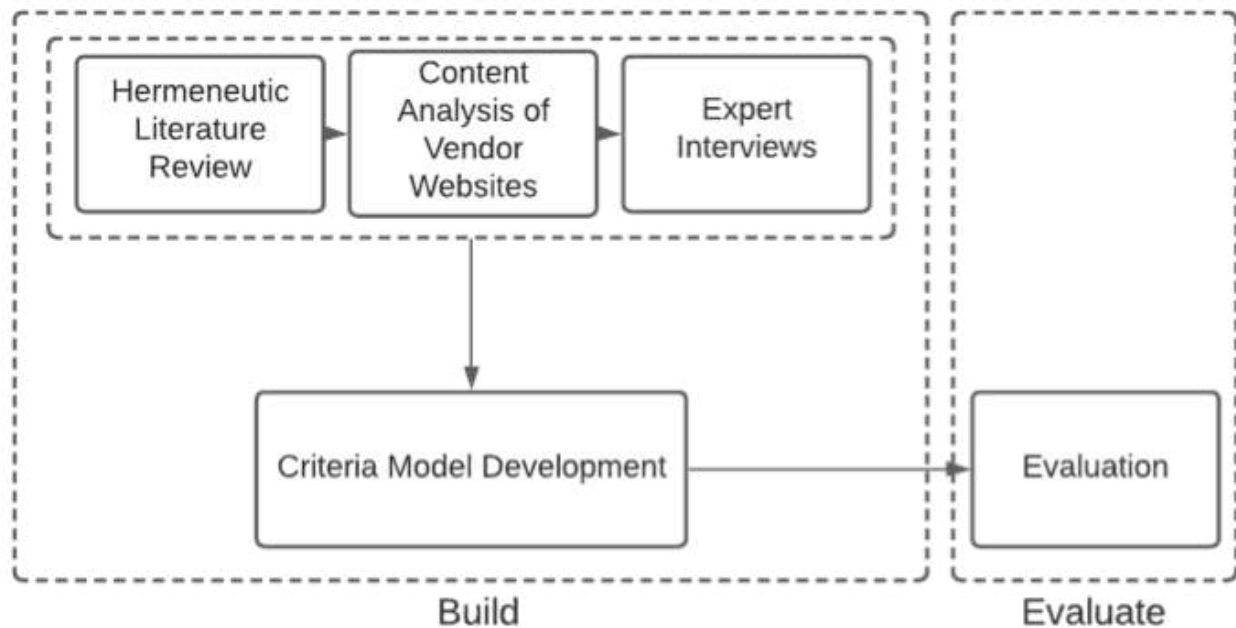 Hermeneutic
Literature
Review
Content
Analysis of
Vendor
Websites
Expert
Interviews
Criteria Model Development
Evaluation
Build
Evaluate